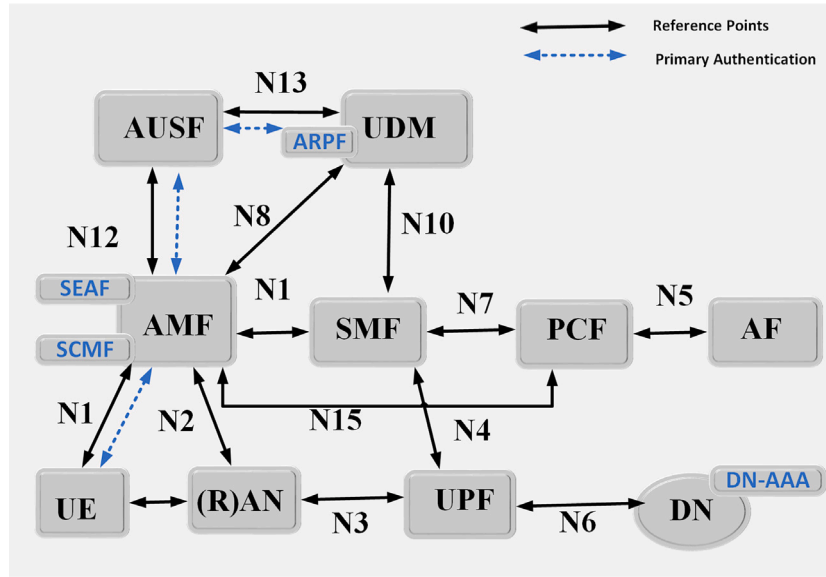 Reference Points
Primary Authentication
N13
AUSF
UDM
ARPF
N12
N8
N10
SEAF
AMF
SCMF
N1
SMF
N7
PCF
N5
AF
N1
N2
N15
N4
UE
(R)AN
N3
UPF
N6
DN
DN-AAA